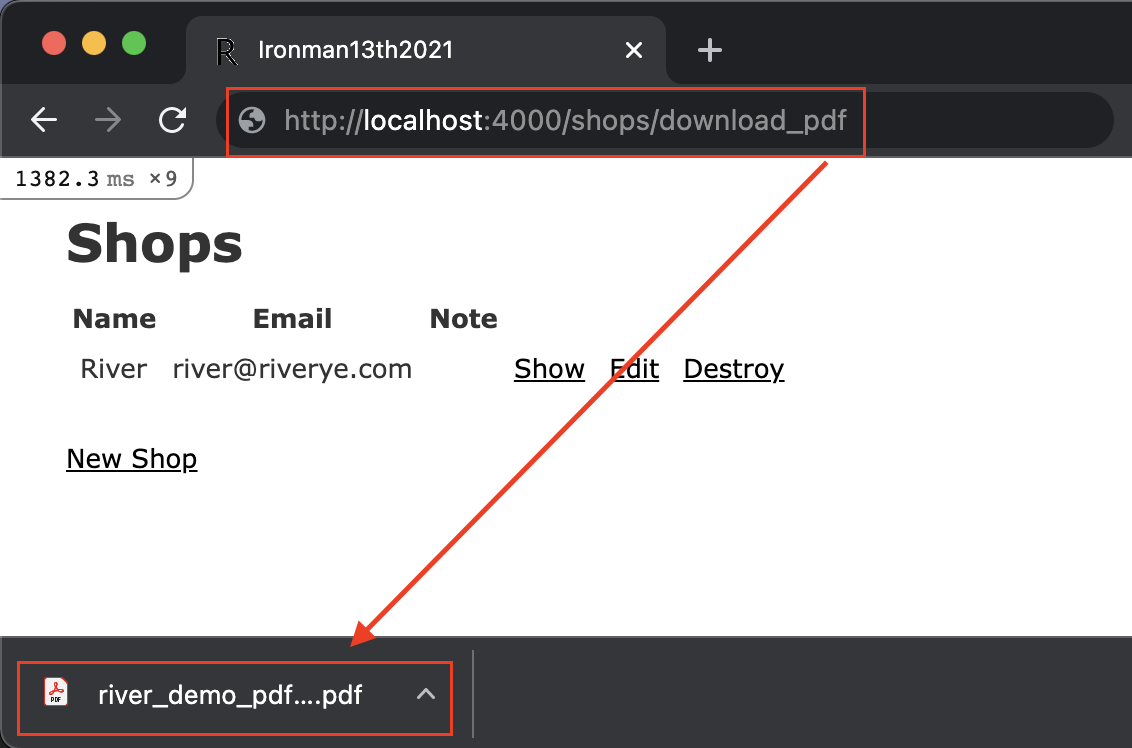 Ironman13th2021
http://localhost:4000/shops/download_pdf
1382.3 ms ×9
Shops
Name Email Note
River river@riverye.com Show Edit Destroy
New Shop
PDF river_demo_pdf....pdf